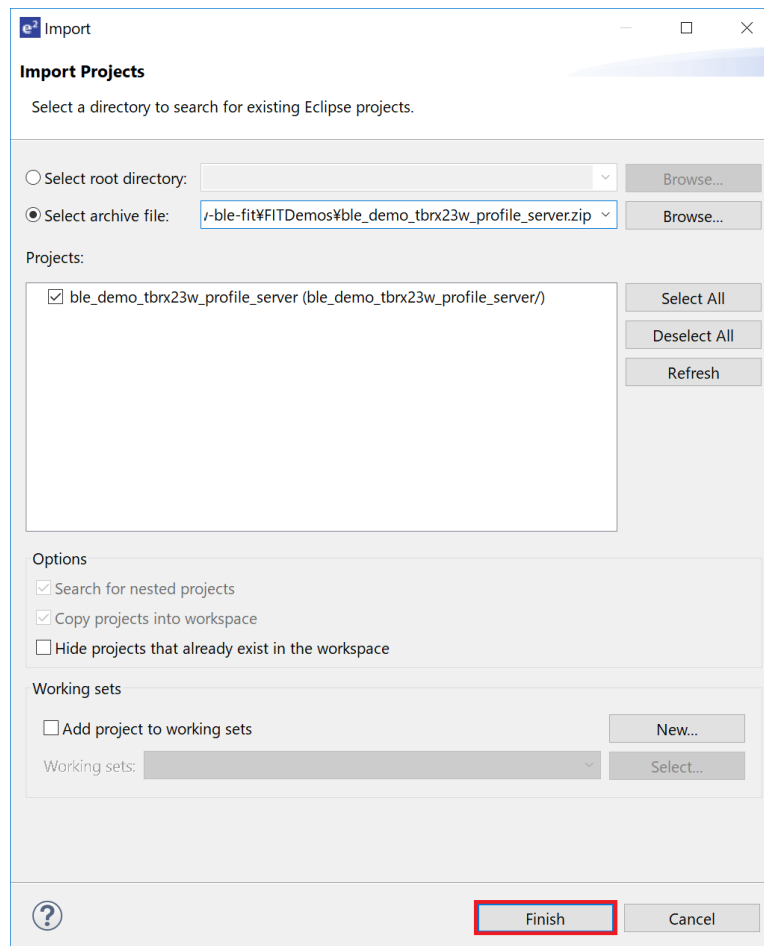 e² Import
Import Projects
Select a directory to search for existing Eclipse projects.
Select root directory:
Browse...
Select archive file:
-ble-fit¥FITDemos¥ble_demo_tbrx23w_profile_server.zip
Browse...
Projects:
ble_demo_tbrx23w_profile_server (ble_demo_tbrx23w_profile_server/)
Select All
Deselect All
Refresh
Options
Search for nested projects
Copy projects into workspace
Hide projects that already exist in the workspace
Working sets
Add project to working sets
New...
Working sets:
Select...
?
Finish
Cancel